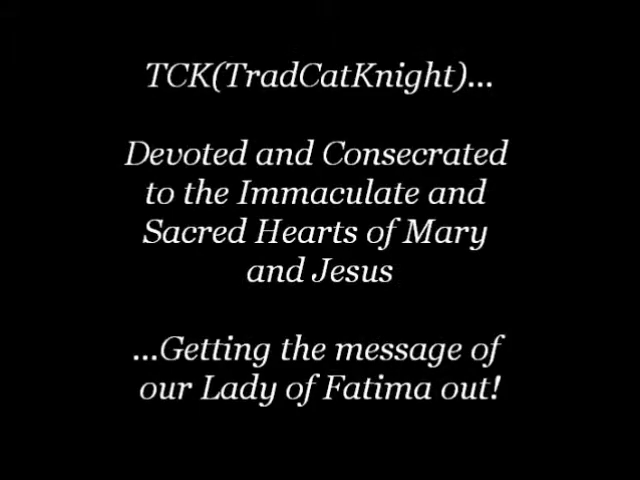 TCK(TradCatKnight)...
Devoted and Consecrated
to the Immaculate and
Sacred Hearts of Mary
and Jesus
...Getting the message of
our Lady of Fatima out!